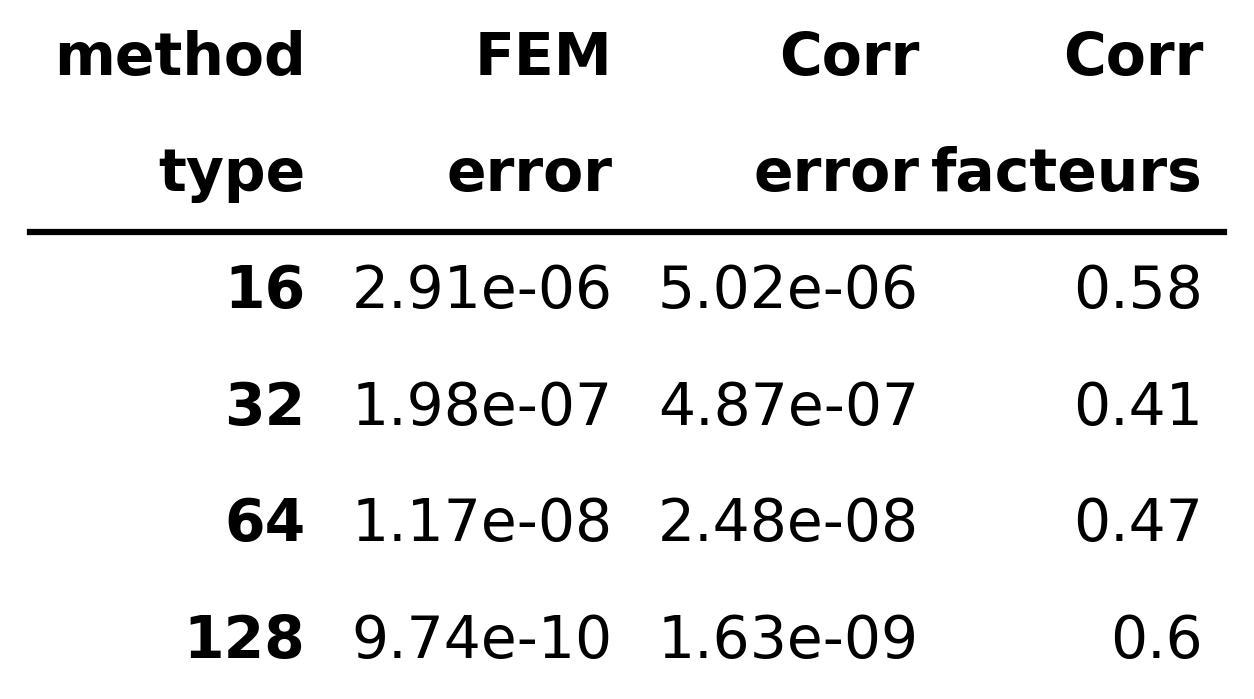 method FEM Corr Corr
type error error facteurs
16 2.91e-06 5.02e-06 0.58
32 1.98e-07 4.87e-07 0.41
64 1.17e-08 2.48e-08 0.47
128 9.74e-10 1.63e-09 0.6